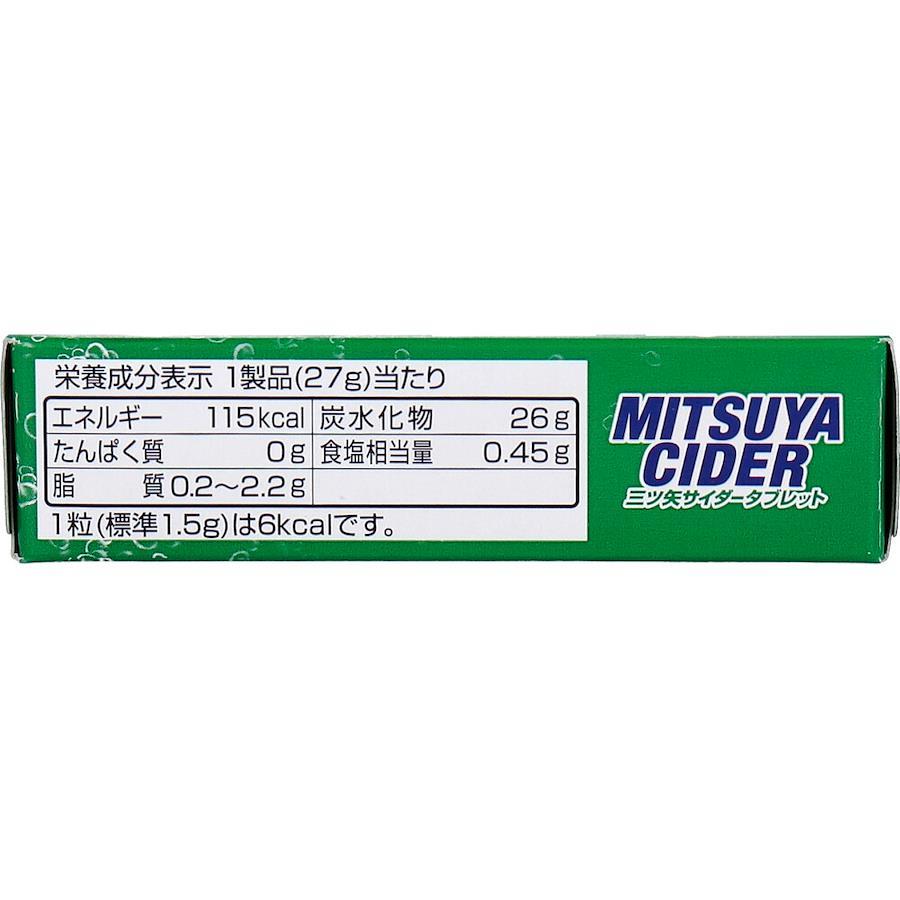 栄養成分表示 1製品(27g)当たり
エネルギー 115kcal 炭水化物 26g
たんぱく質 0g 食塩相当量 0.45g
脂質 0.2〜2.2g
1粒(標準1.5g)は6kcalです。
MITSUYA
CIDER
三ツ矢サイダータブレット